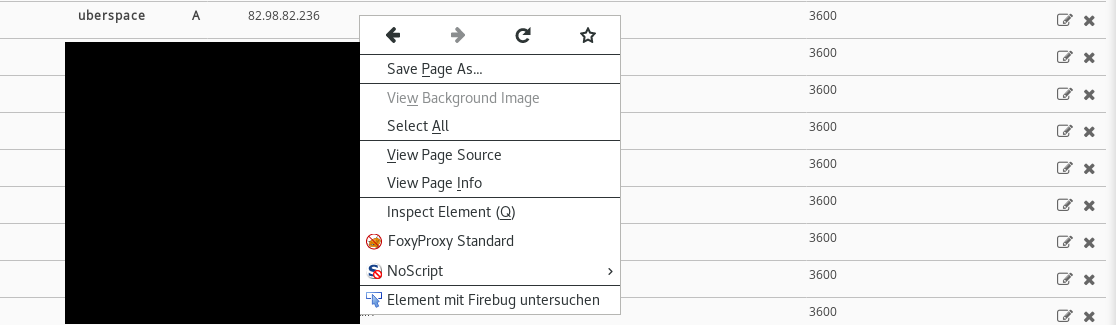 uberspace A 82.98.82.236 3600
3600
Save Page As...
3600
View Background Image
Select All
3600
View Page Source
3600
View Page Info
3600
Inspect Element (Q)
3600
FoxyProxy Standard
NoScript
3600
Element mit Firebug untersuchen
3600